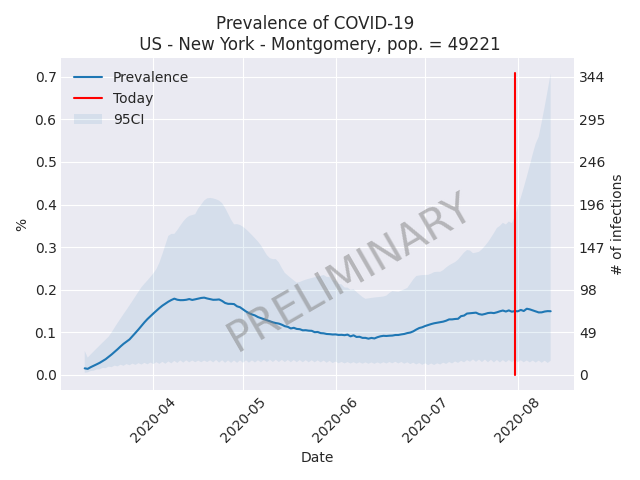 Prevalence of COVID-19
US - New York - Montgomery, pop. = 49221
Prevalence
Today
95CI
0.7
0.6
0.5
0.4
0.3
0.2
0.1
0.0
%
344
295
246
196
147
98
49
0
# of infections
PRELIMINARY
2020-04
2020-05
2020-06
2020-07
2020-08
Date